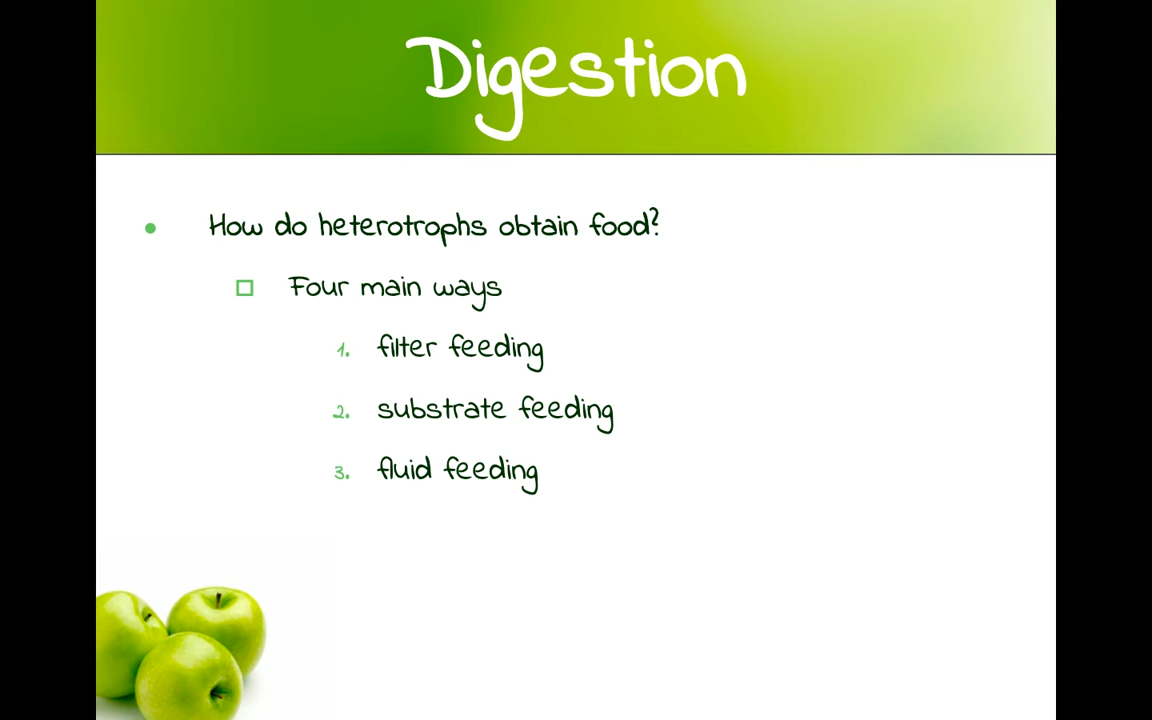 Digestion
How do heterotrophs obtain food?
Four main ways
1. filter feeding
2. substrate feeding
3. fluid feeding